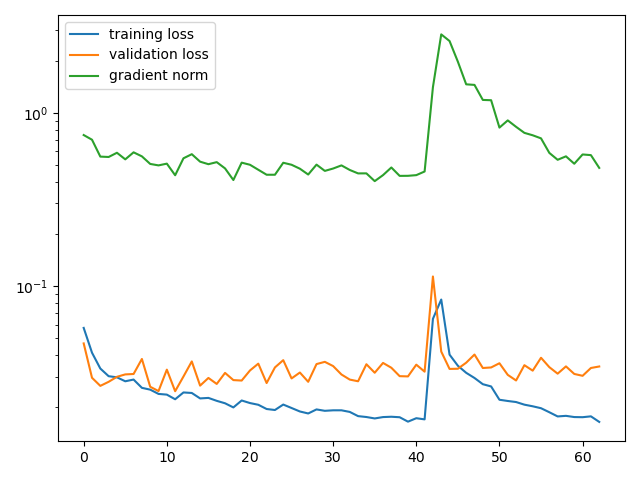 training loss
validation loss
gradient norm
10⁰
10⁻¹
0 10 20 30 40 50 60